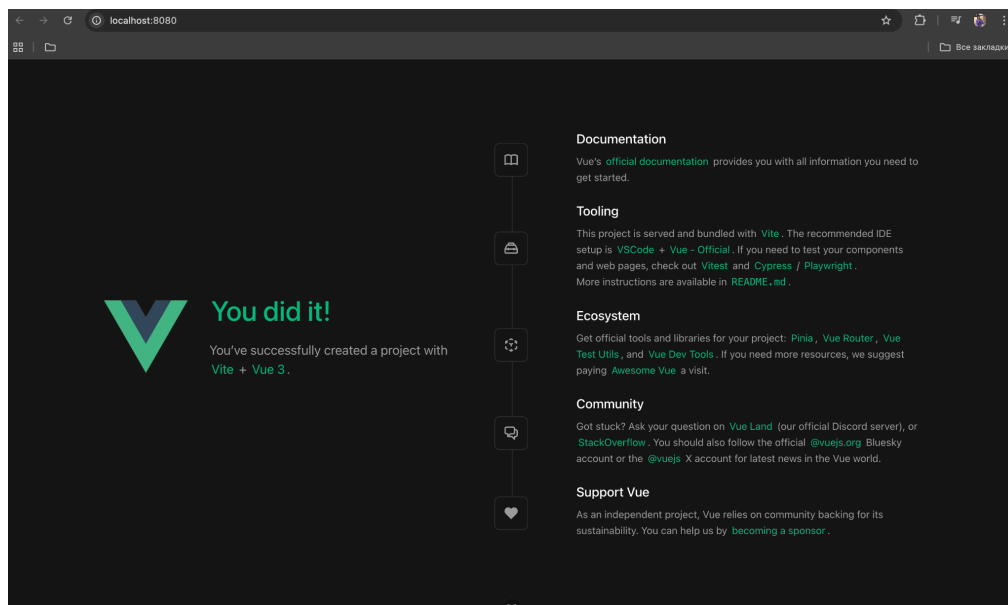 localhost:8080
Все закладки
You did it!
You've successfully created a project with
Vite + Vue 3.
Documentation
Vue's official documentation provides you with all information you need to
get started.
Tooling
This project is served and bundled with Vite. The recommended IDE
setup is VSCode + Vue - Official. If you need to test your components
and web pages, check out Vitest and Cypress / Playwright.
More instructions are available in README.md.
Ecosystem
Get official tools and libraries for your project: Pinia, Vue Router, Vue
Test Utils, and Vue Dev Tools. If you need more resources, we suggest
paying Awesome Vue a visit.
Community
Got stuck? Ask your question on Vue Land (our official Discord server), or
StackOverflow. You should also follow the official @vuejs.org Bluesky
account or the @vuejs X account for latest news in the Vue world.
Support Vue
As an independent project, Vue relies on community backing for its
sustainability. You can help us by becoming a sponsor.